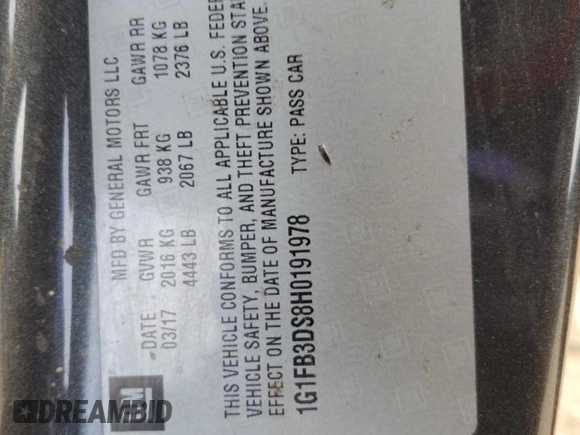 MFD BY GENERAL MOTORS LLC
DATE GVWR GAWR FRT GAWR RR
03/17 2016 KG 938 KG 1078 KG
4443 LB 2067 LB 2376 LB
THIS VEHICLE CONFORMS TO ALL APPLICABLE U.S. FEDER
VEHICLE SAFETY, BUMPER, AND THEFT PREVENTION STA
EFFECT ON THE DATE OF MANUFACTURE SHOWN ABOVE.
1G1FB3DS8H0191978 TYPE: PASS CAR
GM
DREAMBID